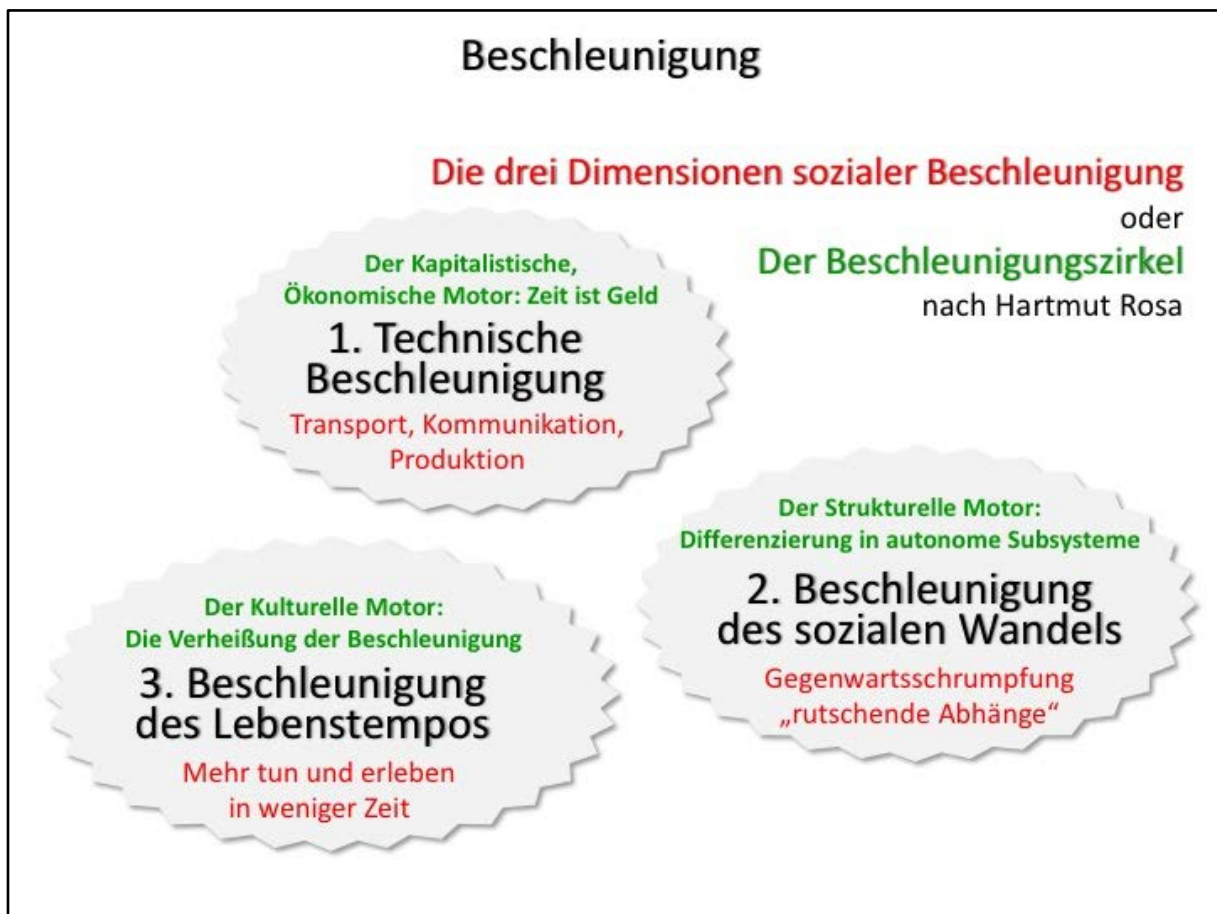 Beschleunigung
Die drei Dimensionen sozialer Beschleunigung
oder
Der Beschleunigungszirkel
nach Hartmut Rosa
Der Kapitalistische,
Ökonomische Motor: Zeit ist Geld
1. Technische
Beschleunigung
Transport, Kommunikation,
Produktion
Der Strukturelle Motor:
Differenzierung in autonome Subsysteme
2. Beschleunigung
des sozialen Wandels
Gegenwartsschrumpfung
„rutschende Abhänge“
Der Kulturelle Motor:
Die Verheißung der Beschleunigung
3. Beschleunigung
des Lebenstempos
Mehr tun und erleben
in weniger Zeit